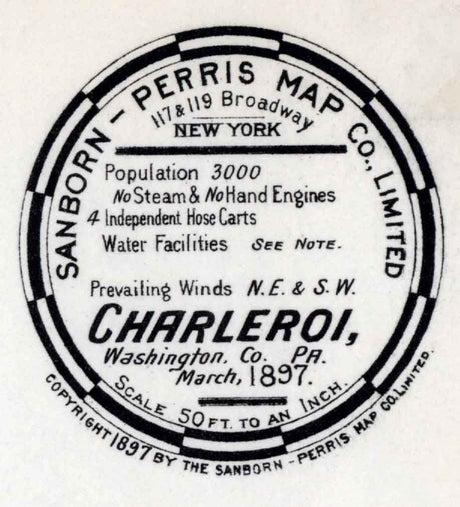 SANBORN - PERRIS MAP CO., LIMITED
117 & 119 Broadway
NEW YORK
Population 3000
No Steam & No Hand Engines
4 Independent Hose Carts
Water Facilities SEE NOTE.
Prevailing Winds N.E. & S.W.
CHARLEROI,
Washington. Co. PA.
March, 1897.
SCALE 50 FT. TO AN INCH.
COPYRIGHT 1897 BY THE SANBORN - PERRIS MAP CO. LIMITED.